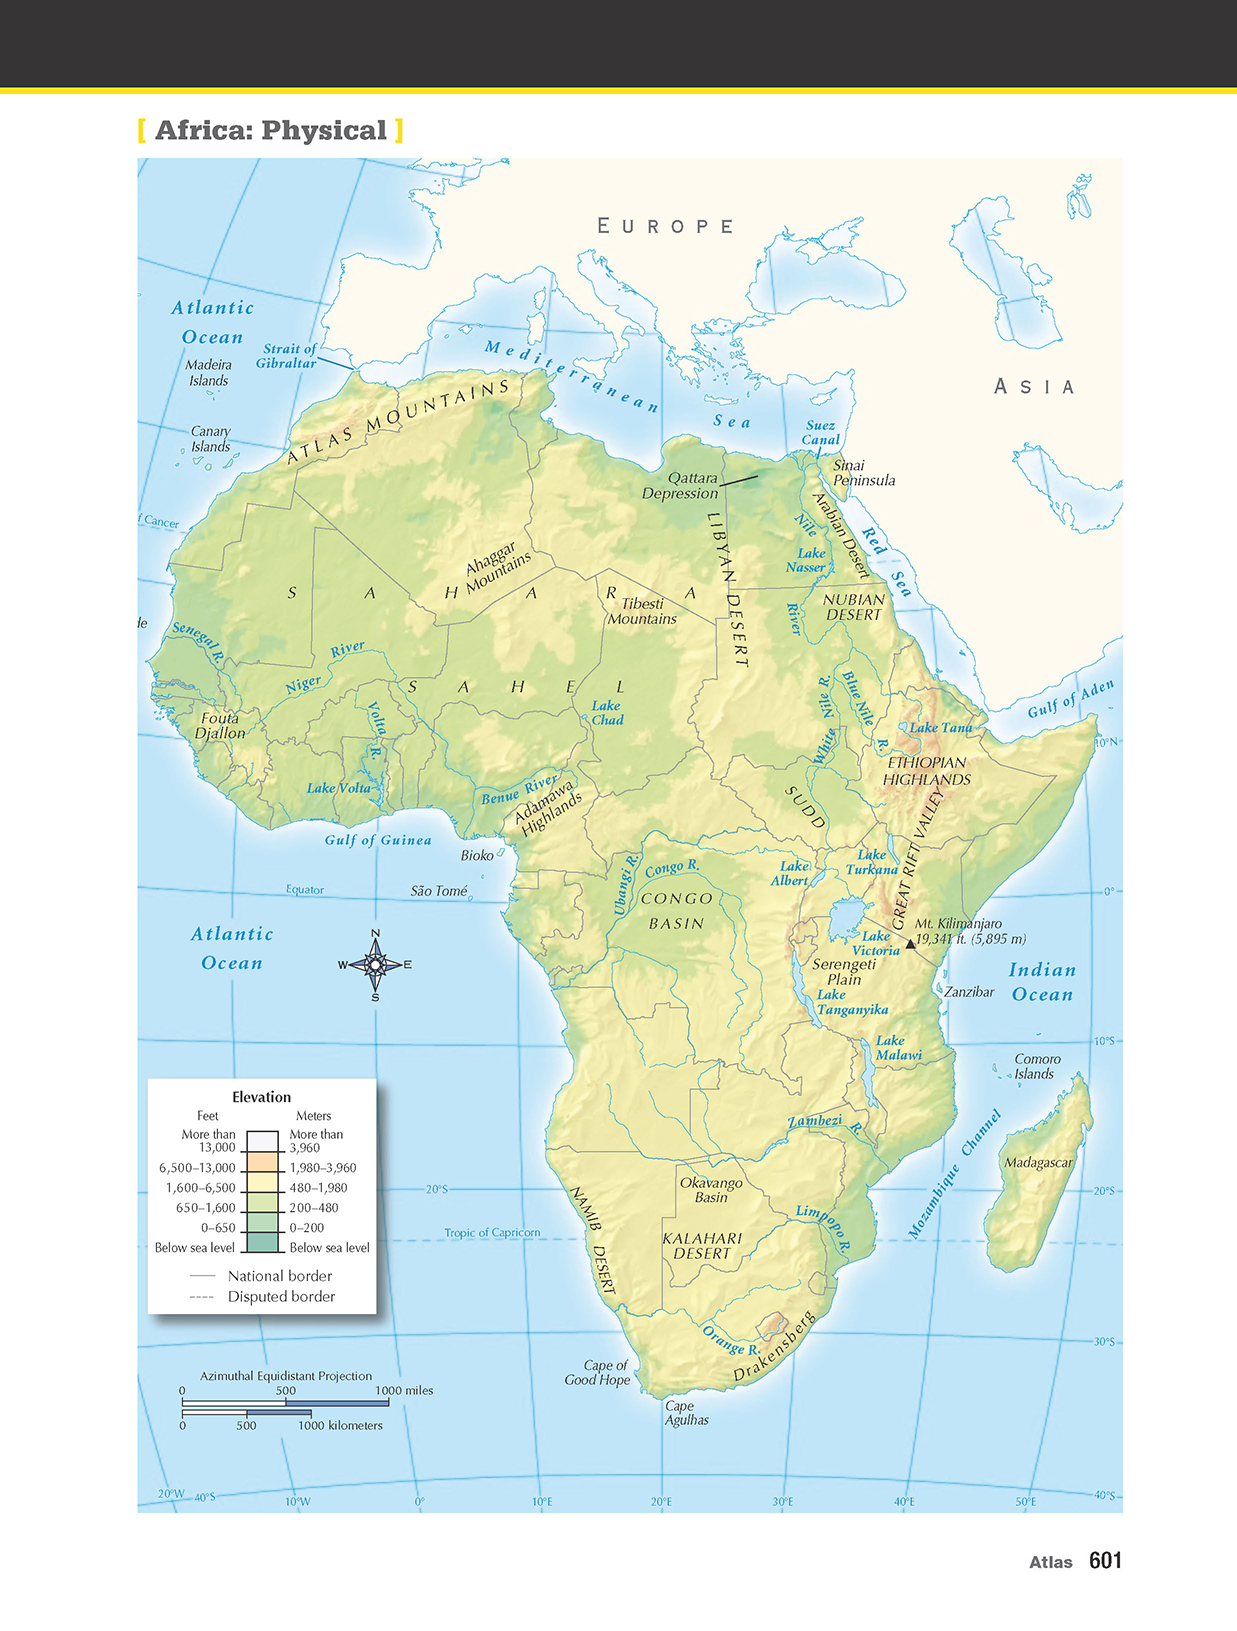 [ Africa: Physical ]
EUROPE
Atlantic
Ocean
Strait of
Gibraltar
Madeira
Islands
Mediterranean
Sea
ASIA
Canary
Islands
ATLAS MOUNTAINS
Suez
Canal
Sinai
Peninsula
Qattara
Depression
f Cancer
LIBYAN DESERT
Nile
Arabian Desert
Red
Sea
Lake
Nasser
Ahaggar
Mountains
SAHARA
Tibesti
Mountains
River
NUBIAN
DESERT
de
Senegal R.
Niger
River
SAHEL
Lake
Chad
White Nile R.
Blue Nile
R.
Gulf of Aden
Fouta
Djallon
Volta
R.
Lake Tana
10°N
ETHIOPIAN
HIGHLANDS
Lake Volta
Benue River
Adamawa
Highlands
SUDD
GREAT RIFT VALLEY
Gulf of Guinea
Bioko
Ubangi R.
Congo R.
Lake
Albert
Lake
Turkana
Equator
São Tomé
CONGO
BASIN
0°
Mt. Kilimanjaro
19,341 ft. (5,895 m)
Atlantic
Ocean
N
W
E
S
Lake
Victoria
Serengeti
Plain
Indian
Ocean
Zanzibar
Lake
Tanganyika
Lake
Malawi
10°S
Comoro
Islands
Elevation
Feet
Meters
More than
13,000
More than
3,960
6,500–13,000
1,980–3,960
1,600–6,500
480–1,980
650–1,600
200–480
0–650
0–200
Below sea level
Below sea level
National border
Disputed border
Zambezi R.
Mozambique Channel
Madagascar
20°S
Okavango
Basin
20°S
NAMIB DESERT
Limpopo R.
Tropic of Capricorn
KALAHARI
DESERT
Orange R.
Drakensberg
30°S
Cape of
Good Hope
Cape
Agulhas
Azimuthal Equidistant Projection
0
500
1000 miles
0
500
1000 kilometers
20°W
40°S
10°W
0°
10°E
20°E
30°E
40°E
50°E
40°S
Atlas 601